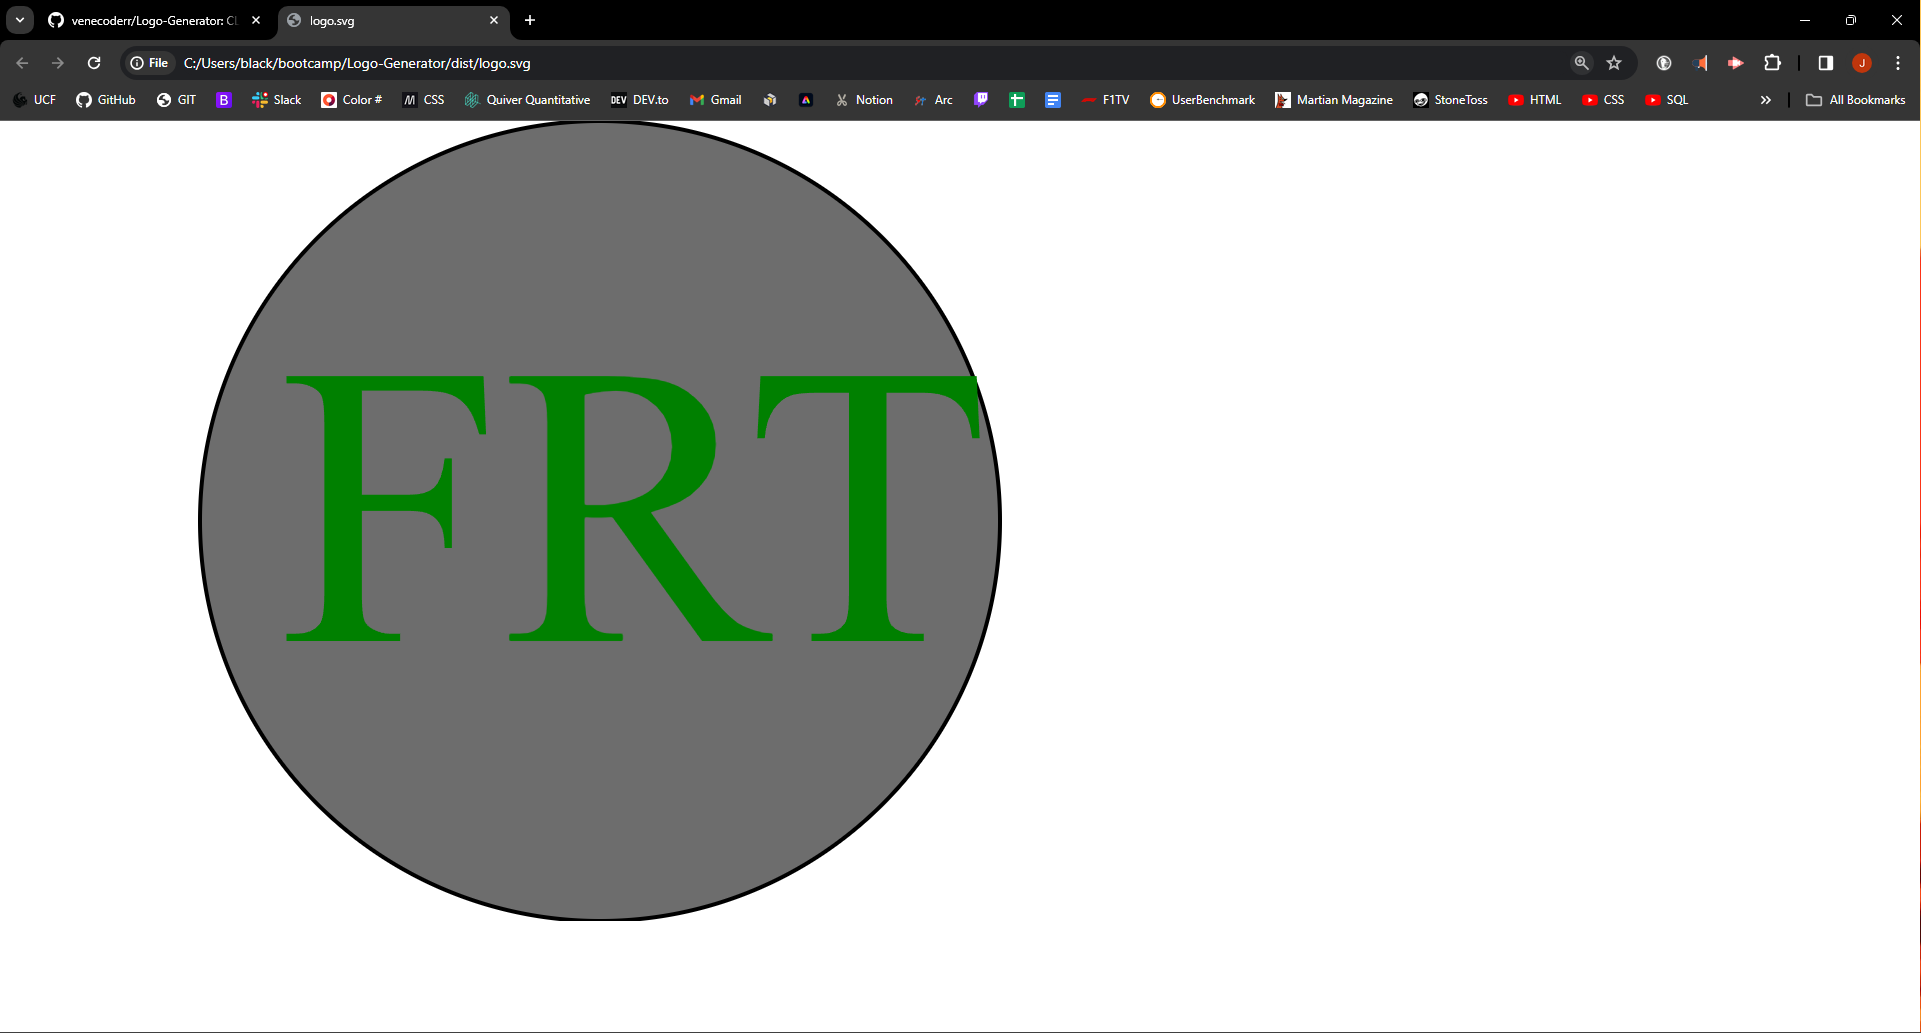 venecoderr/Logo-Generator: CL
logo.svg
File C:/Users/black/bootcamp/Logo-Generator/dist/logo.svg J
UCF GitHub GIT B Slack Color # M CSS Quiver Quantitative DEV DEV.to Gmail Notion Arc F1TV UserBenchmark Martian Magazine StoneToss HTML CSS SQL All Bookmarks
FRT